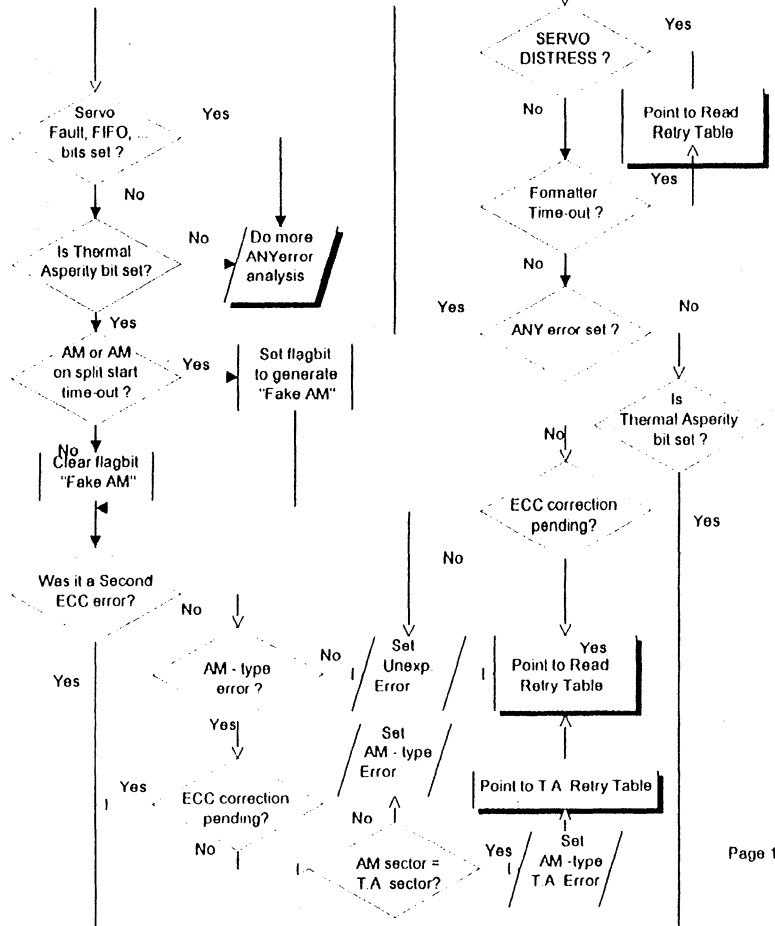 SERVO
DISTRESS ?
Yes
No
Point to Read
Retry Table
Servo
Fault, FIFO, ...
bits set ?
Yes
No
Formatter
Time-out ?
Yes
No
Is Thermal
Asperity bit set?
No
Do more
ANYerror
analysis
Yes
Yes
ANY error set ?
No
AM or AM
on split start
time-out ?
Yes
Set flagbit
to generate
"Fake AM"
No
Clear flagbit
"Fake AM"
Is
Thermal Asperity
bit set ?
No
Yes
ECC correction
pending?
No
Yes
Was it a Second
ECC error?
No
Yes
AM - type
error ?
No
Set
Unexp.
Error
Point to Read
Retry Table
Yes
Set
AM - type
Error
Yes
ECC correction
pending?
No
Point to T.A Retry Table
No
AM sector =
T.A sector?
Yes
Set
AM -type
T.A Error
Page 1